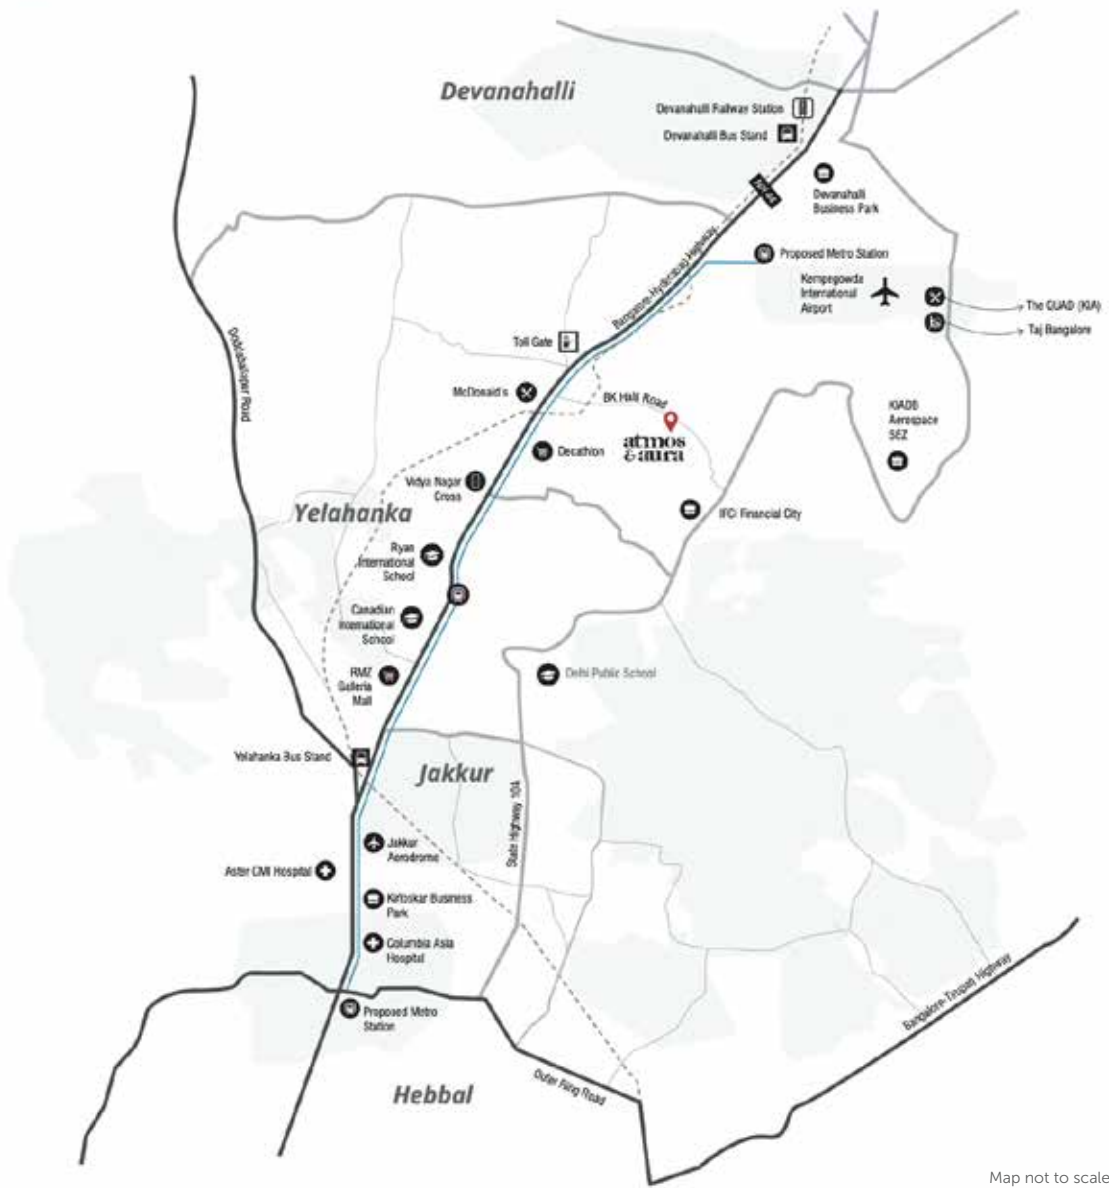 Devanahalli
Devanahalli Railway Station
Devanahalli Bus Stand
Devanahalli
Business Park
Bangalore-Hyderabad Highway
Proposed Metro Station
Kempegowda
International
Airport
The QUAD (KIA)
Taj Bangalore
Toll Gate
Doddaballapur Road
McDonald's
BK Halli Road
atmos
& aura
KIADB
Aerospace
SEZ
Decathlon
Vidya Nagar
Cross
Yelahanka
IFCI Financial City
Ryan
International
School
Canadian
International
School
RMZ
Galleria
Mall
Delhi Public School
Yelahanka Bus Stand
Jakkur
State Highway 104
Jakkur
Aerodrome
Aster CMI Hospital
Kirloskar Business
Park
Columbia Asia
Hospital
Bangalore-Tirupati Highway
Proposed Metro
Station
Outer Ring Road
Hebbal
Map not to scale